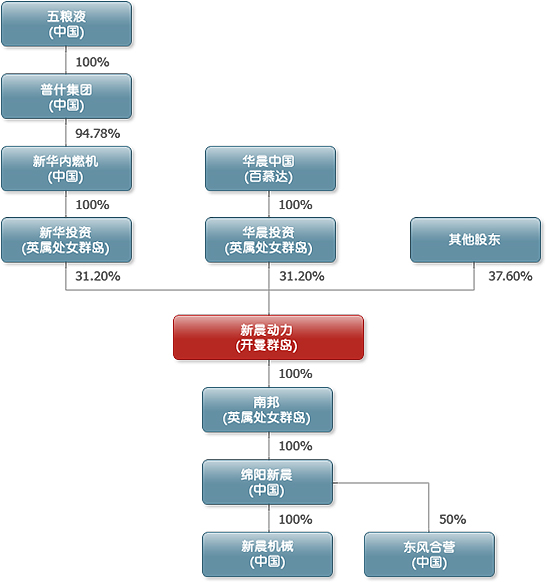 五粮液
(中国)
100%
普什集团
(中国)
94.78%
新华内燃机
(中国)
华晨中国
(百慕达)
100%
100%
新华投资
(英属处女群岛)
华晨投资
(英属处女群岛)
其他股东
31.20%
31.20%
37.60%
新晨动力
(开曼群岛)
100%
南邦
(英属处女群岛)
100%
绵阳新晨
(中国)
100%
50%
新晨机械
(中国)
东风合营
(中国)